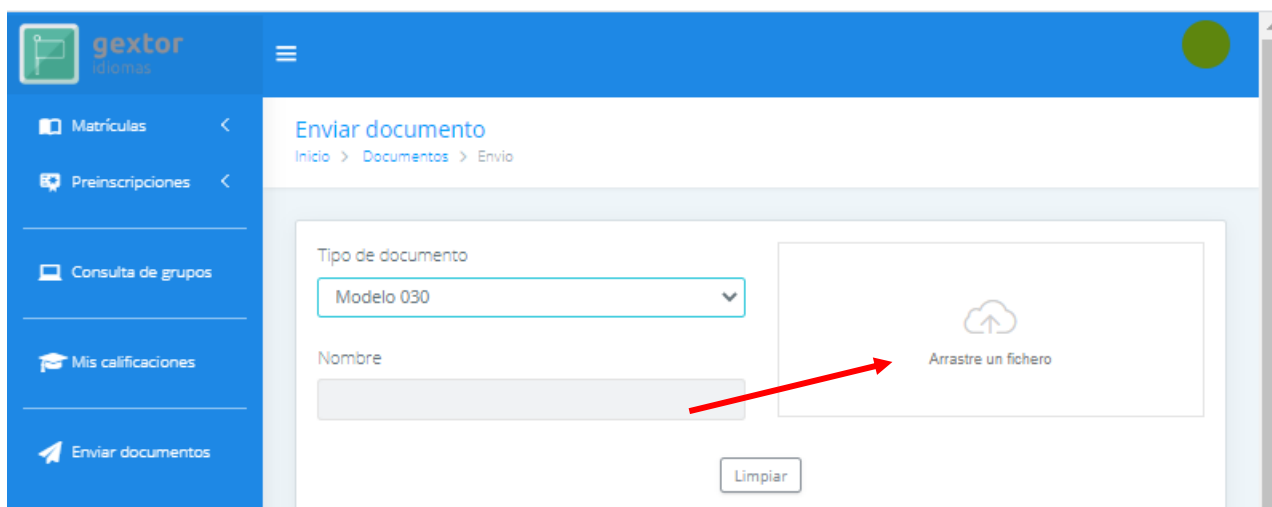 gextor
idiomas
Matrículas
Preinscripciones
Consulta de grupos
Mis calificaciones
Enviar documentos
Enviar documento
Inicio > Documentos > Envio
Tipo de documento
Modelo 030
Nombre
Arrastre un fichero
Limpiar